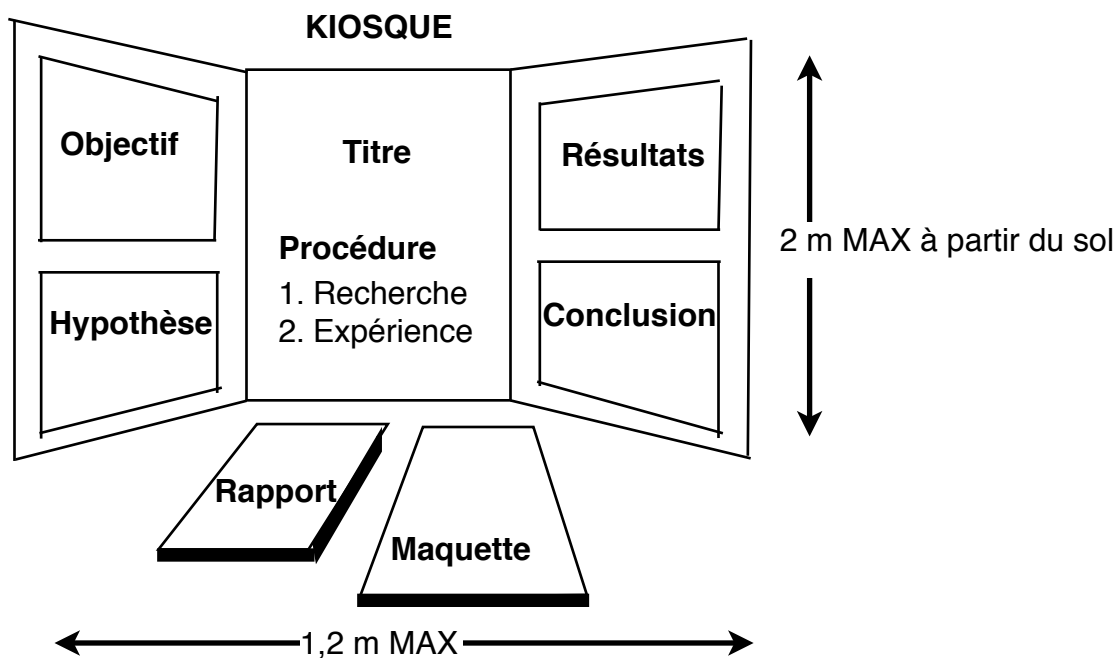 KIOSQUE
Objectif
Hypothèse
Titre
Procédure
1. Recherche
2. Expérience
Résultats
Conclusion
2 m MAX à partir du sol
Rapport
Maquette
1,2 m MAX